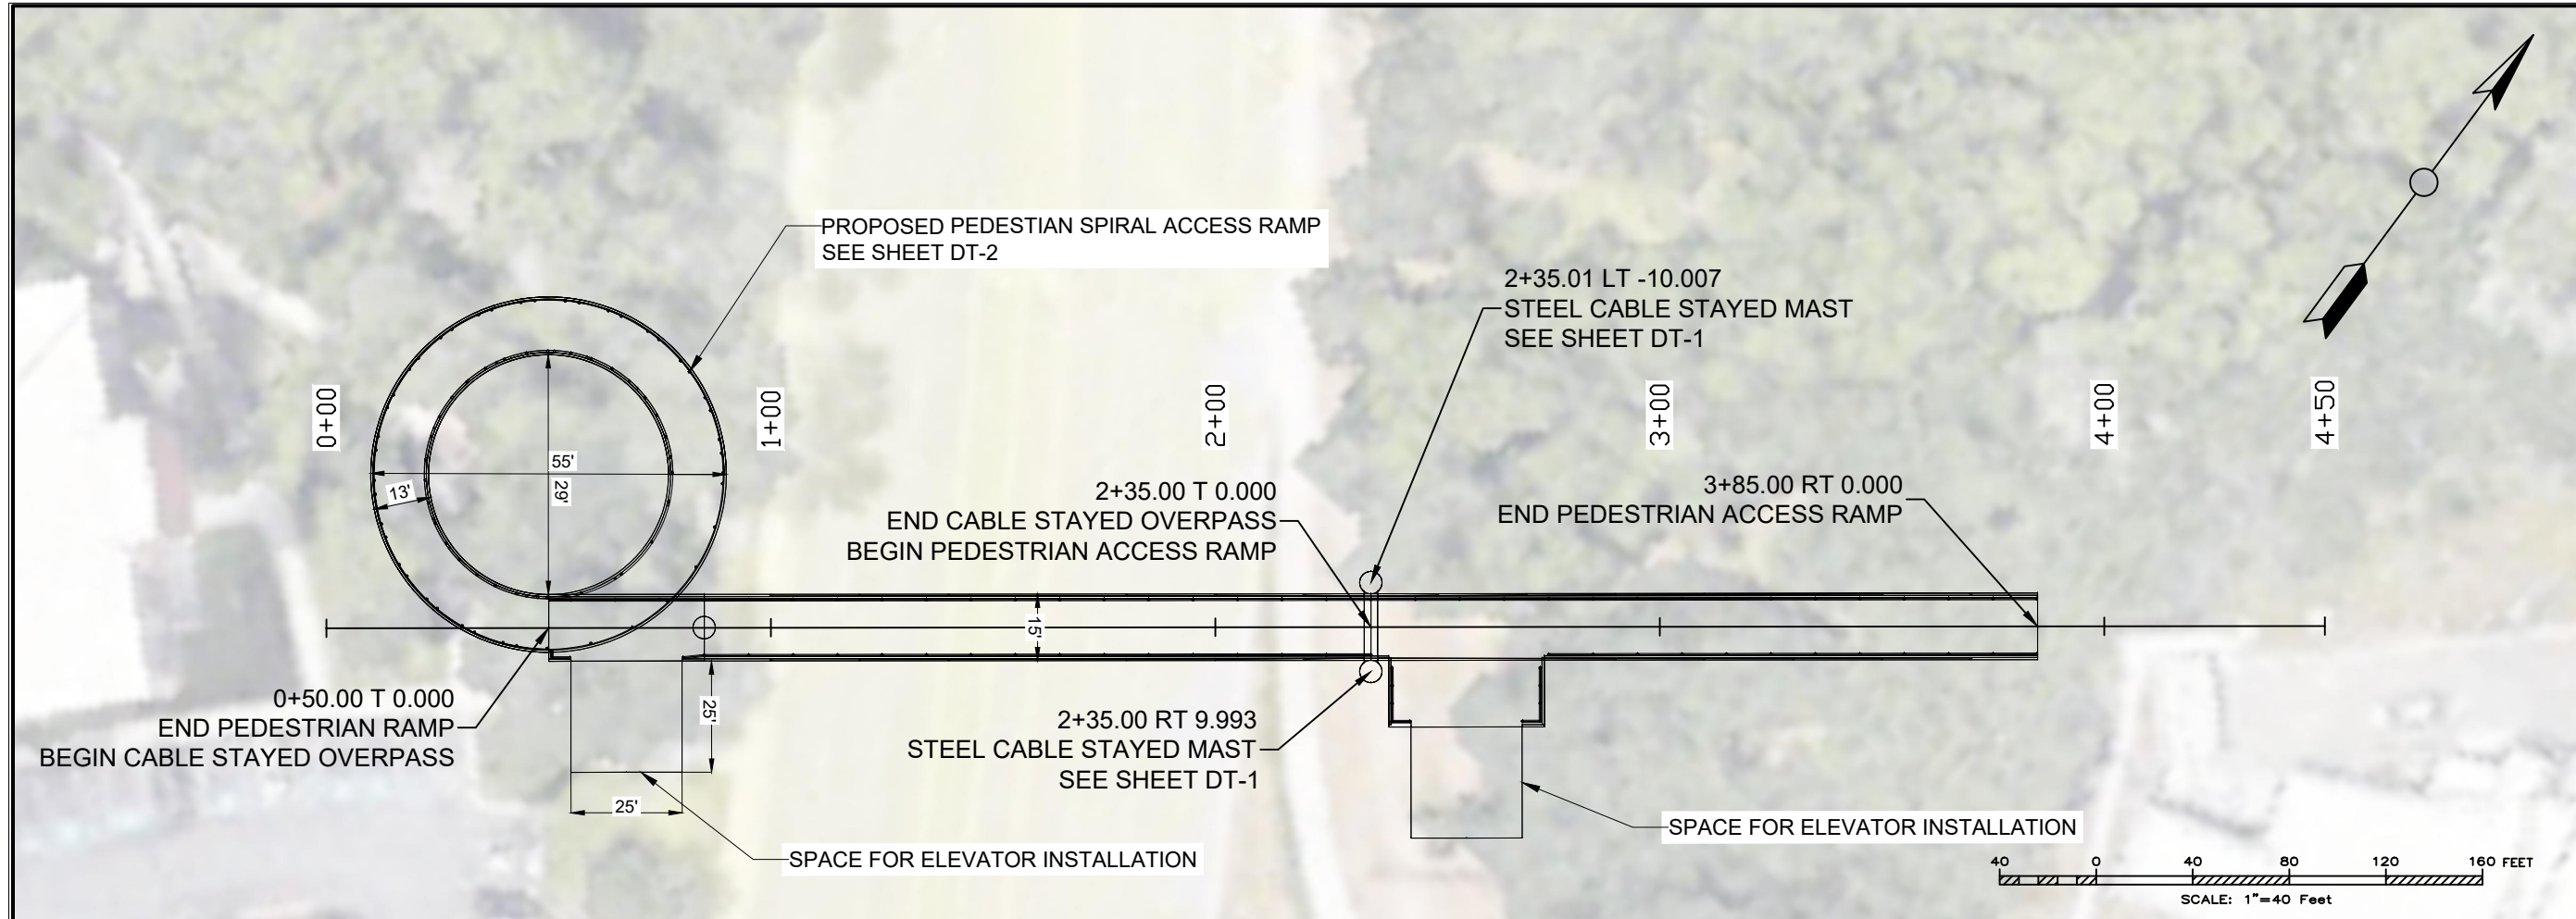 PROPOSED PEDESTIAN SPIRAL ACCESS RAMP
SEE SHEET DT-2
2+35.01 LT -10.007
STEEL CABLE STAYED MAST
SEE SHEET DT-1
0+00
1+00
2+00
3+00
4+00
4+50
55'
29'
13'
2+35.00 T 0.000
END CABLE STAYED OVERPASS
BEGIN PEDESTRIAN ACCESS RAMP
3+85.00 RT 0.000
END PEDESTRIAN ACCESS RAMP
15'
0+50.00 T 0.000
END PEDESTRIAN RAMP
BEGIN CABLE STAYED OVERPASS
25'
25'
2+35.00 RT 9.993
STEEL CABLE STAYED MAST
SEE SHEET DT-1
SPACE FOR ELEVATOR INSTALLATION
SPACE FOR ELEVATOR INSTALLATION
40 0 40 80 120 160 FEET
SCALE: 1"=40 Feet